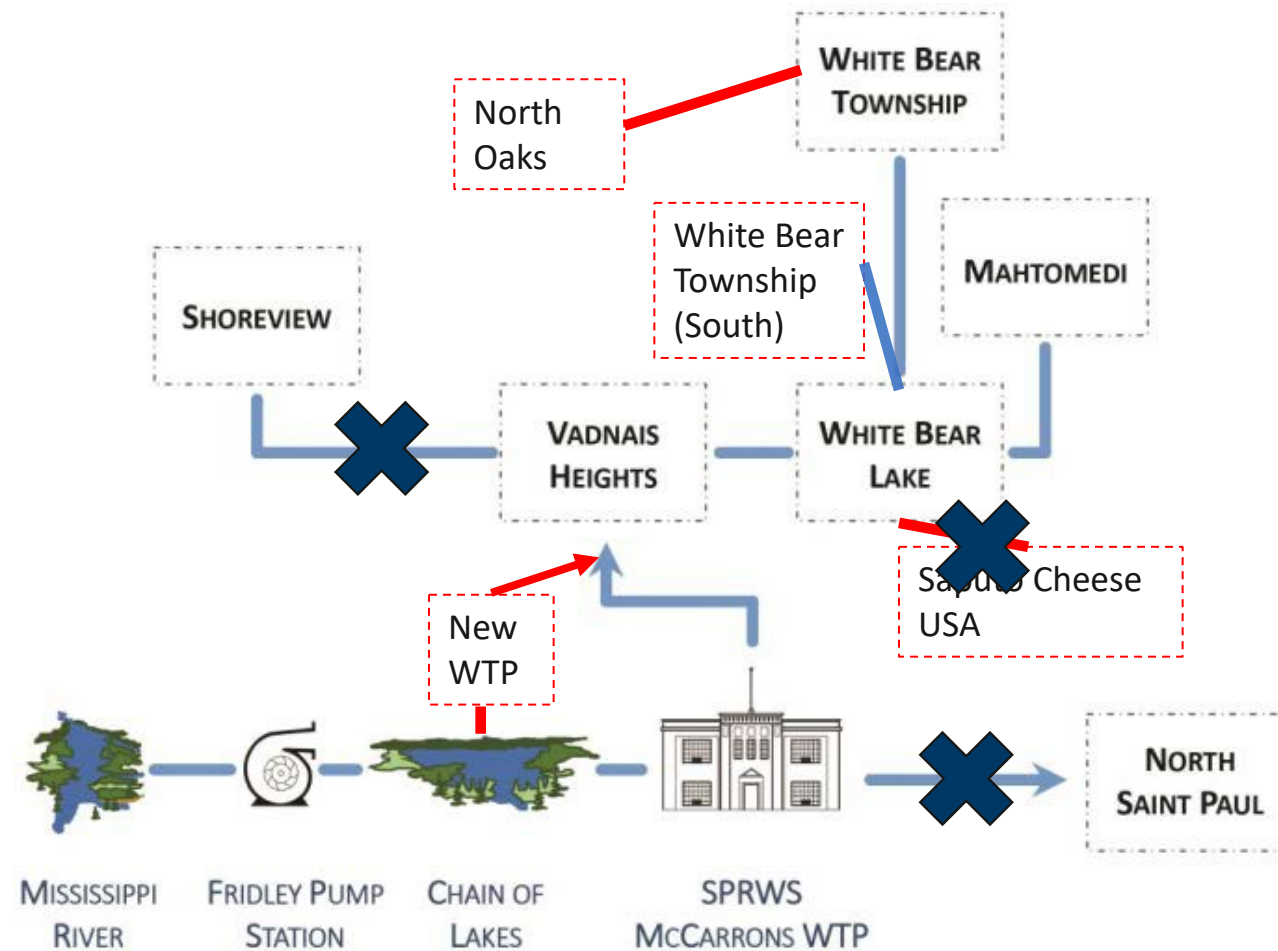 WHITE BEAR
TOWNSHIP
North
Oaks
White Bear
Township
(South)
MAHTOMEDI
SHOREVIEW
VADNAIS
HEIGHTS
WHITE BEAR
LAKE
Saputo Cheese
USA
New
WTP
NORTH
SAINT PAUL
MISSISSIPPI
RIVER
FRIDLEY PUMP
STATION
CHAIN OF
LAKES
SPRWS
MCCARRONS WTP